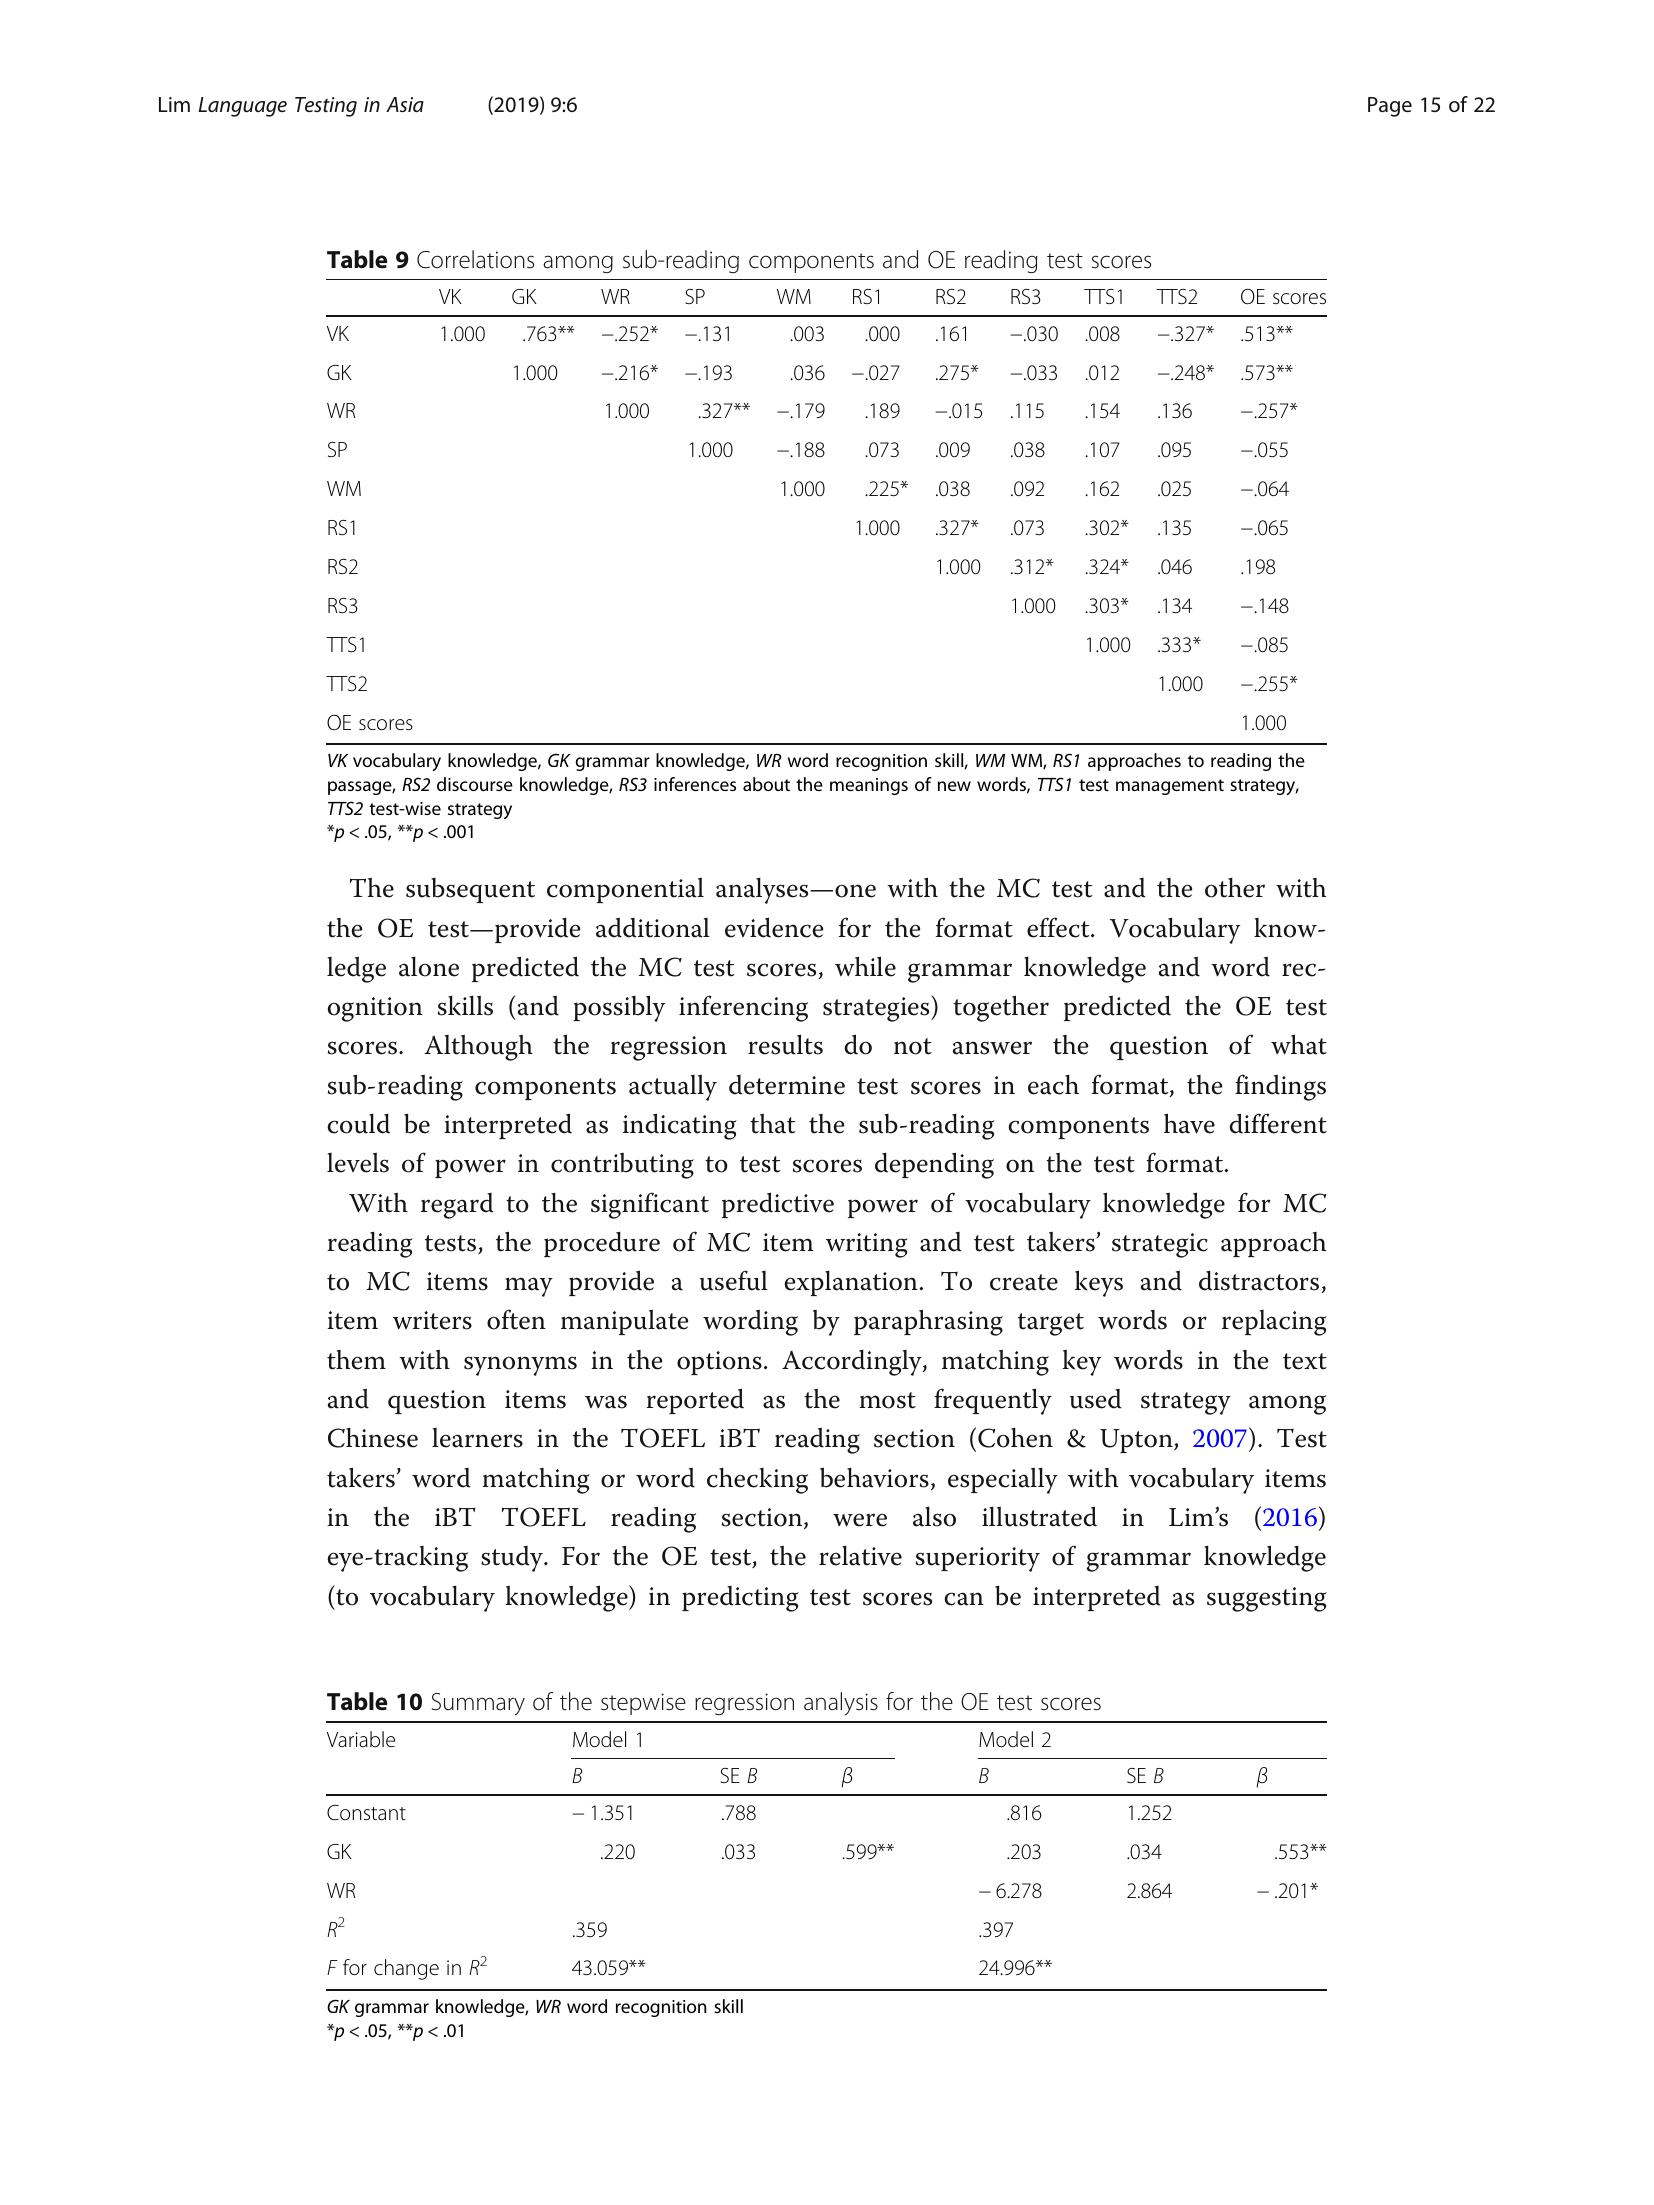 Lim Language Testing in Asia (2019) 9:6 Page 15 of 22
Table 9 Correlations among sub-reading components and OE reading test scores
VK GK WR SP WM RS1 RS2 RS3 TTS1 TTS2 OE scores
VK 1.000 .763** −.252* −.131 .003 .000 .161 −.030 .008 −.327* .513**
GK 1.000 −.216* −.193 .036 −.027 .275* −.033 .012 −.248* .573**
WR 1.000 .327** −.179 .189 −.015 .115 .154 .136 −.257*
SP 1.000 −.188 .073 .009 .038 .107 .095 −.055
WM 1.000 .225* .038 .092 .162 .025 −.064
RS1 1.000 .327* .073 .302* .135 −.065
RS2 1.000 .312* .324* .046 .198
RS3 1.000 .303* .134 −.148
TTS1 1.000 .333* −.085
TTS2 1.000 −.255*
OE scores 1.000
VK vocabulary knowledge, GK grammar knowledge, WR word recognition skill, WM WM, RS1 approaches to reading the
passage, RS2 discourse knowledge, RS3 inferences about the meanings of new words, TTS1 test management strategy,
TTS2 test-wise strategy
*p < .05, **p < .001
The subsequent componential analyses—one with the MC test and the other with
the OE test—provide additional evidence for the format effect. Vocabulary know-
ledge alone predicted the MC test scores, while grammar knowledge and word rec-
ognition skills (and possibly inferencing strategies) together predicted the OE test
scores. Although the regression results do not answer the question of what
sub-reading components actually determine test scores in each format, the findings
could be interpreted as indicating that the sub-reading components have different
levels of power in contributing to test scores depending on the test format.
With regard to the significant predictive power of vocabulary knowledge for MC
reading tests, the procedure of MC item writing and test takers’ strategic approach
to MC items may provide a useful explanation. To create keys and distractors,
item writers often manipulate wording by paraphrasing target words or replacing
them with synonyms in the options. Accordingly, matching key words in the text
and question items was reported as the most frequently used strategy among
Chinese learners in the TOEFL iBT reading section (Cohen & Upton, 2007). Test
takers’ word matching or word checking behaviors, especially with vocabulary items
in the iBT TOEFL reading section, were also illustrated in Lim’s (2016)
eye-tracking study. For the OE test, the relative superiority of grammar knowledge
(to vocabulary knowledge) in predicting test scores can be interpreted as suggesting
Table 10 Summary of the stepwise regression analysis for the OE test scores
Variable Model 1 Model 2
B SE B β B SE B β
Constant − 1.351 .788 .816 1.252
GK .220 .033 .599** .203 .034 .553**
WR − 6.278 2.864 − .201*
R² .359 .397
F for change in R² 43.059** 24.996**
GK grammar knowledge, WR word recognition skill
*p < .05, **p < .01